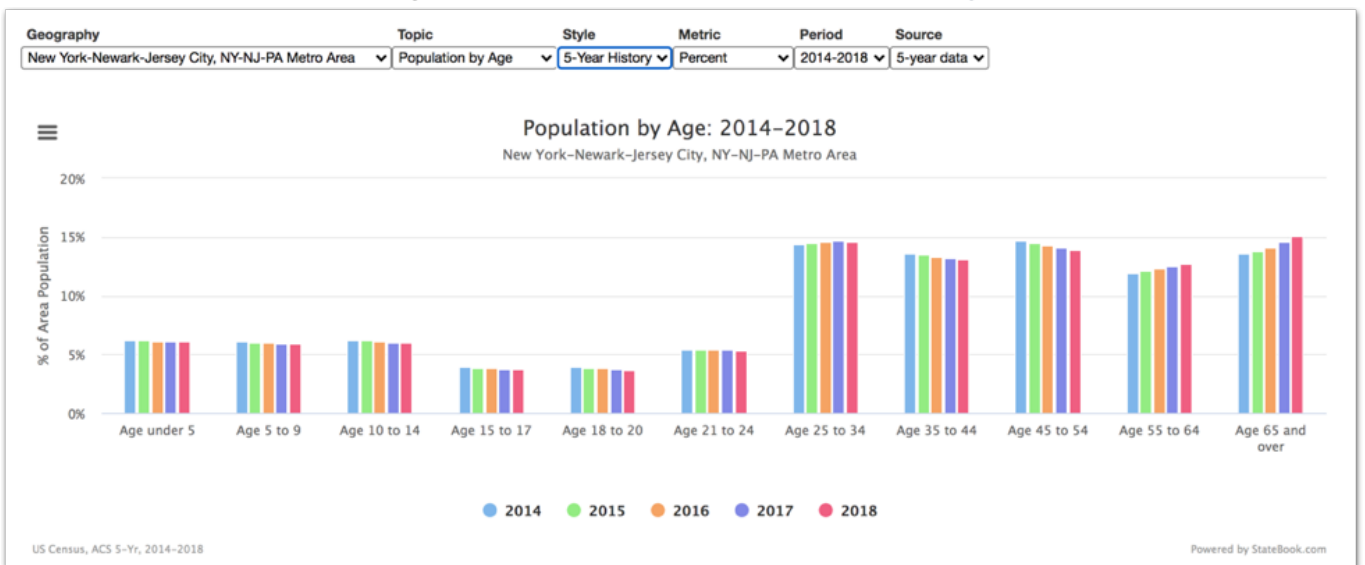 Geography Topic Style Metric Period Source
New York-Newark-Jersey City, NY-NJ-PA Metro Area Population by Age 5-Year History Percent 2014-2018 5-year data
Population by Age: 2014-2018
New York-Newark-Jersey City, NY-NJ-PA Metro Area
% of Area Population
20%
15%
10%
5%
0%
Age under 5 Age 5 to 9 Age 10 to 14 Age 15 to 17 Age 18 to 20 Age 21 to 24 Age 25 to 34 Age 35 to 44 Age 45 to 54 Age 55 to 64 Age 65 and
over
2014 2015 2016 2017 2018
US Census, ACS 5-Yr, 2014-2018 Powered by StateBook.com